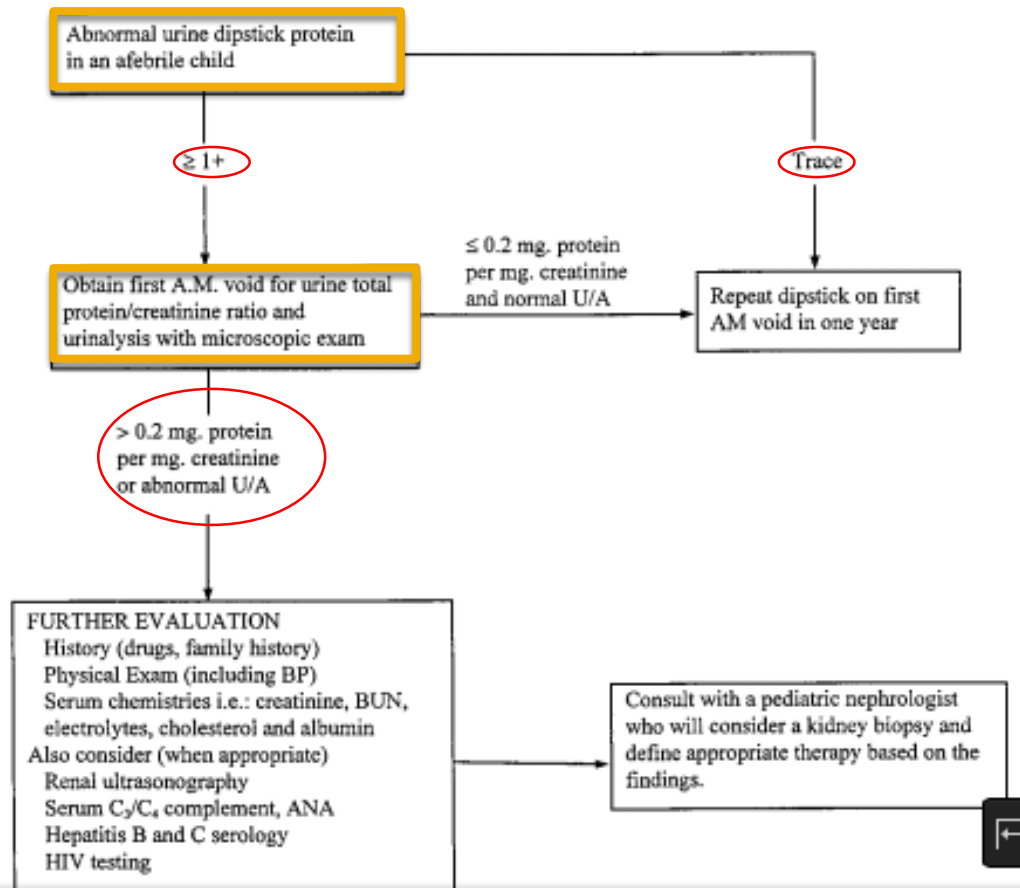 Abnormal urine dipstick protein
in an afebrile child
≥ 1+
Trace
Obtain first A.M. void for urine total
protein/creatinine ratio and
urinalysis with microscopic exam
≤ 0.2 mg. protein
per mg. creatinine
and normal U/A
Repeat dipstick on first
AM void in one year
> 0.2 mg. protein
per mg. creatinine
or abnormal U/A
FURTHER EVALUATION
History (drugs, family history)
Physical Exam (including BP)
Serum chemistries i.e.: creatinine, BUN,
electrolytes, cholesterol and albumin
Also consider (when appropriate)
Renal ultrasonography
Serum C₃/C₄ complement, ANA
Hepatitis B and C serology
HIV testing
Consult with a pediatric nephrologist
who will consider a kidney biopsy and
define appropriate therapy based on the
findings.